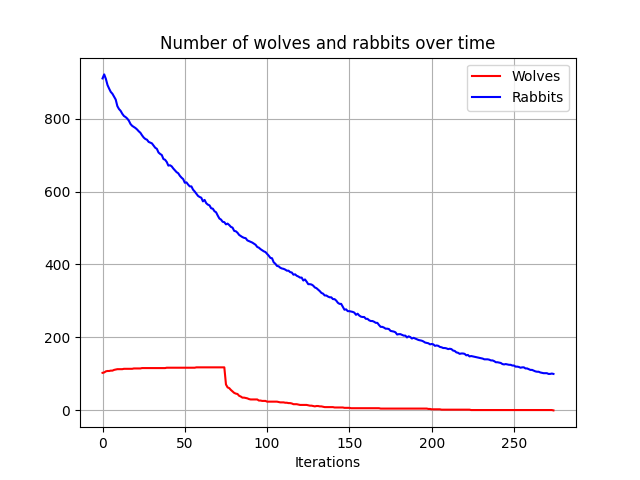 Number of wolves and rabbits over time
Wolves
Rabbits
800
600
400
200
0
0 50 100 150 200 250
Iterations